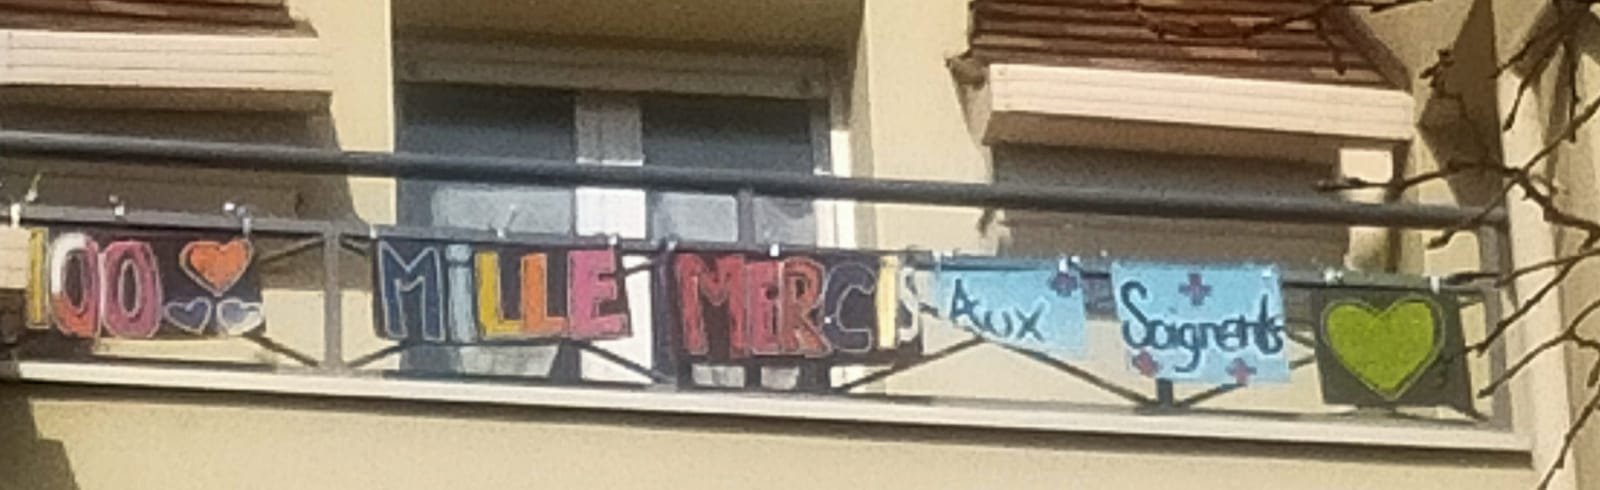 100 MiLLE MERCiS Aux Soignents